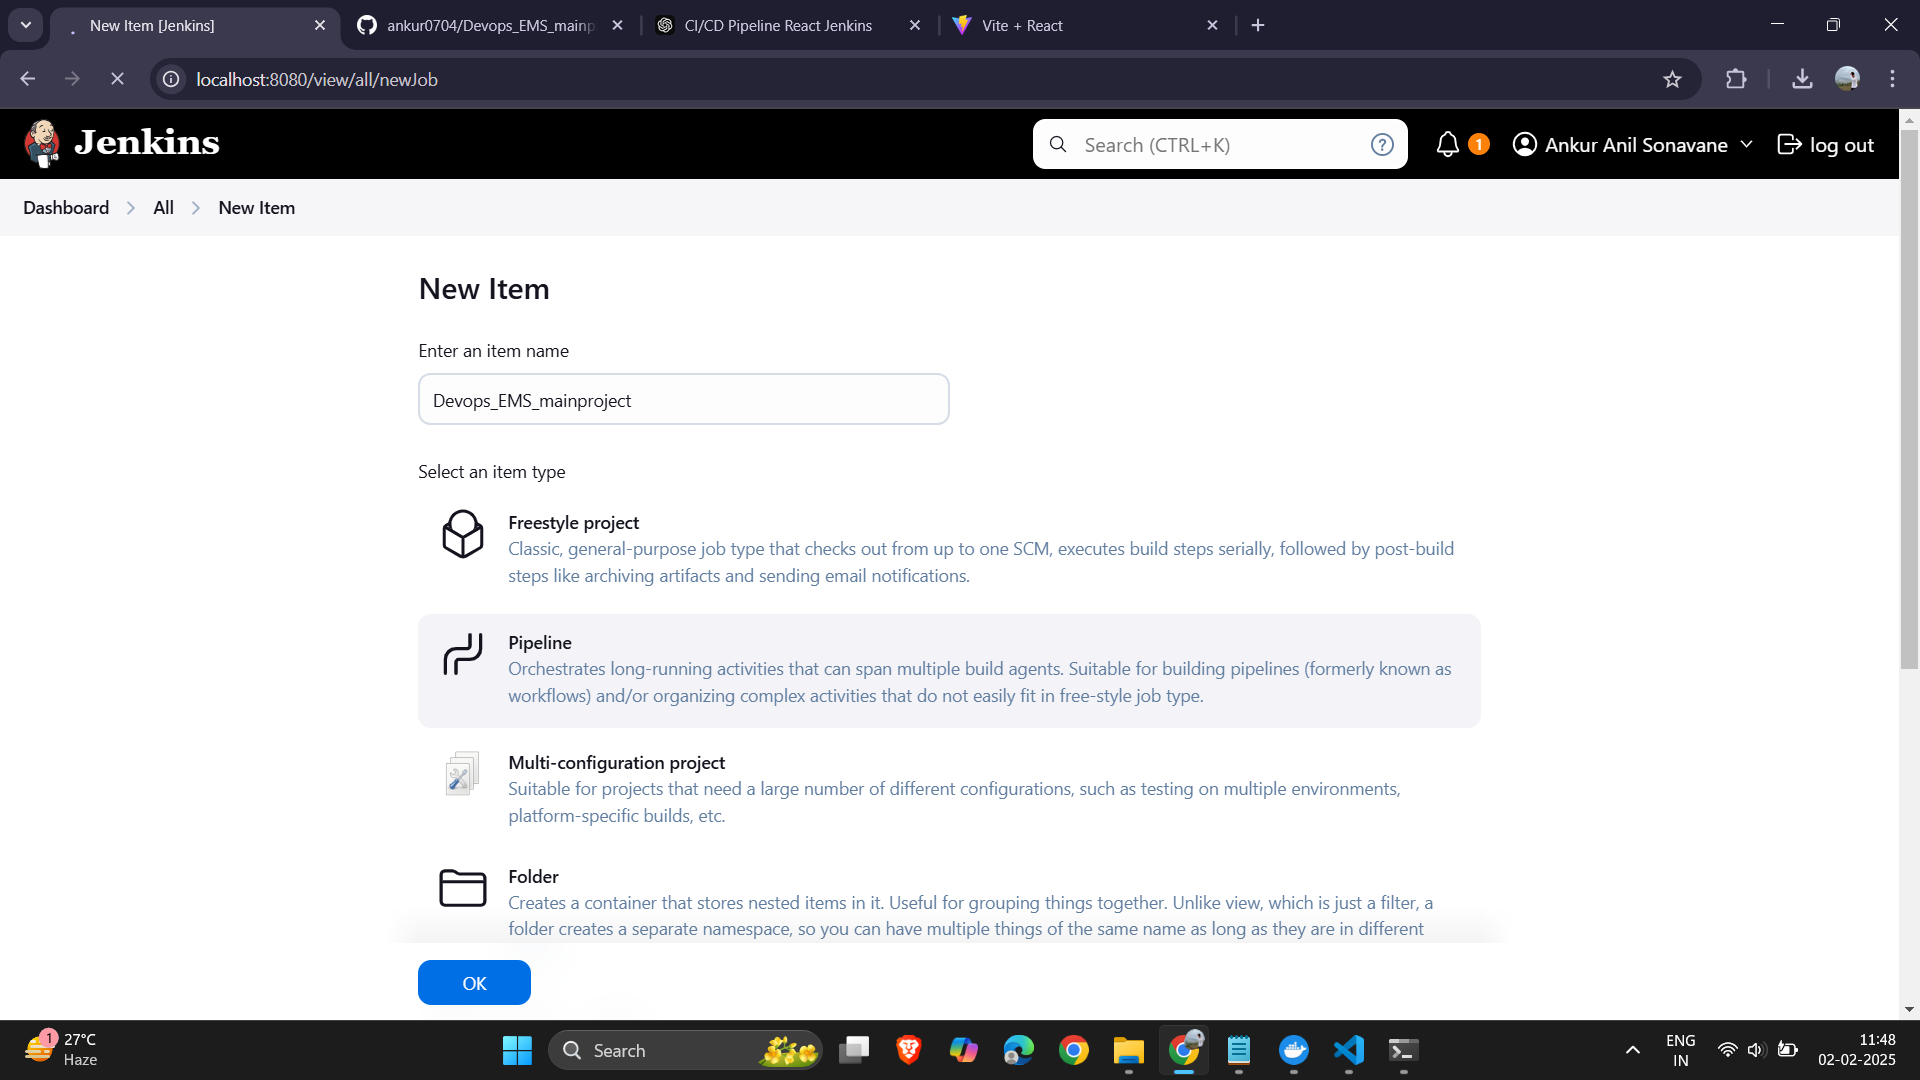 New Item [Jenkins]
ankur0704/Devops_EMS_mainp
CI/CD Pipeline React Jenkins
Vite + React
localhost:8080/view/all/newJob
Jenkins
Search (CTRL+K)
?
1
Ankur Anil Sonavane
log out
Dashboard
All
New Item
New Item
Enter an item name
Devops_EMS_mainproject
Select an item type
Freestyle project
Classic, general-purpose job type that checks out from up to one SCM, executes build steps serially, followed by post-build
steps like archiving artifacts and sending email notifications.
Pipeline
Orchestrates long-running activities that can span multiple build agents. Suitable for building pipelines (formerly known as
workflows) and/or organizing complex activities that do not easily fit in free-style job type.
Multi-configuration project
Suitable for projects that need a large number of different configurations, such as testing on multiple environments,
platform-specific builds, etc.
Folder
Creates a container that stores nested items in it. Useful for grouping things together. Unlike view, which is just a filter, a
folder creates a separate namespace, so you can have multiple things of the same name as long as they are in different
OK
1
27°C
Haze
Search
ENG
IN
11:48
02-02-2025